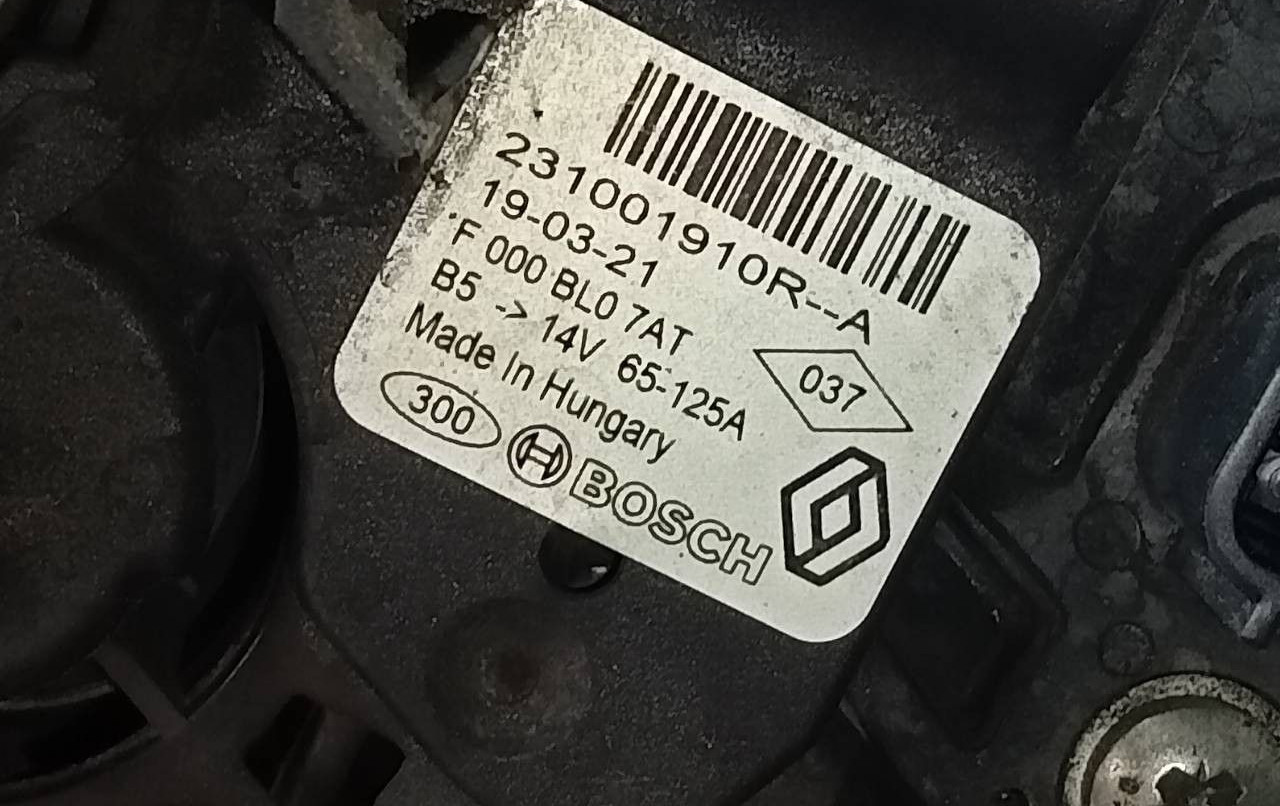 231001910R--A
19-03-21
F 000 BL0 7AT
B5 -> 14V 65-125A
Made In Hungary
037
300
BOSCH